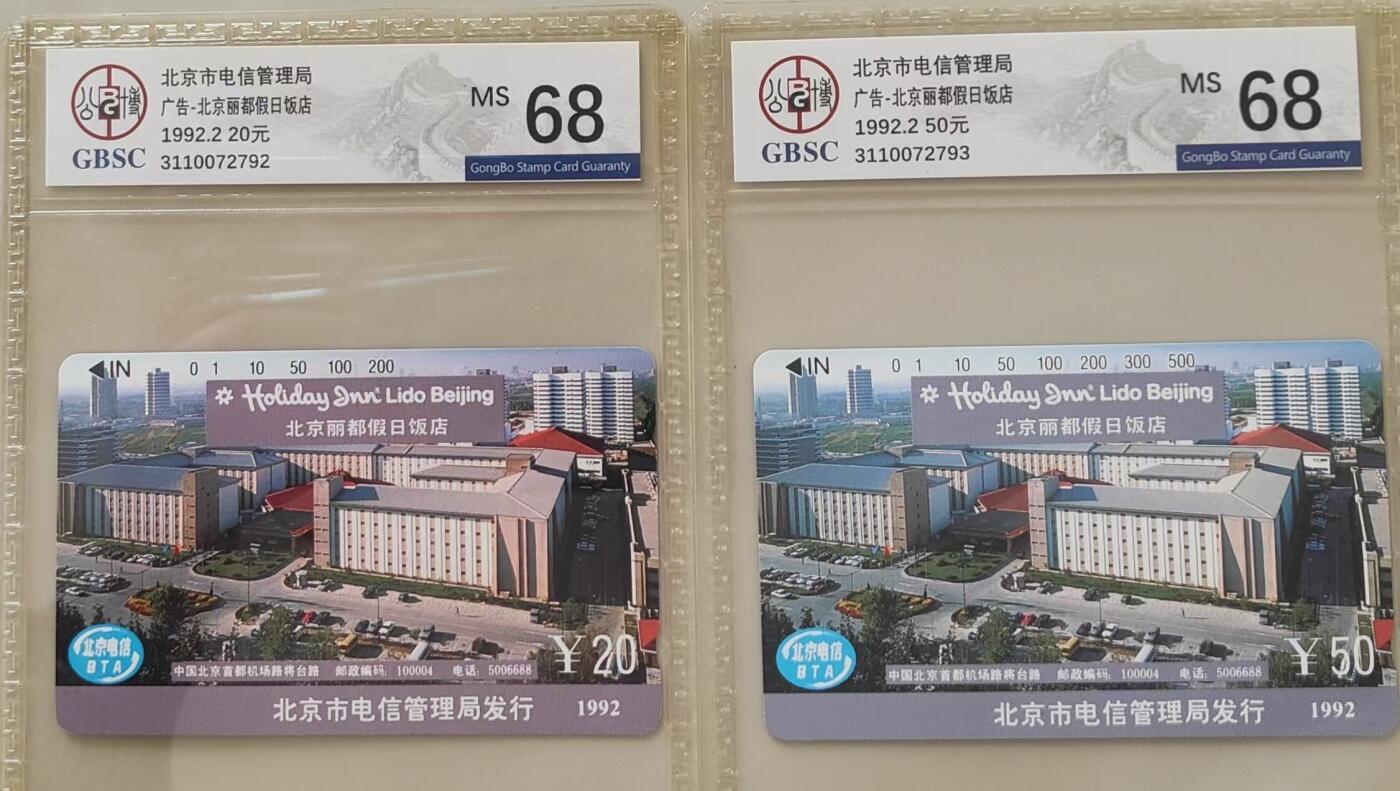 北京市电信管理局
广告-北京丽都假日饭店
1992.2 20元
3110072792
公 BG 博
GBSC
MS 68
GongBo Stamp Card Guaranty
北京市电信管理局
广告-北京丽都假日饭店
1992.2 50元
3110072793
公 BG 博
GBSC
MS 68
GongBo Stamp Card Guaranty
◀IN 0 1 10 50 100 200
Holiday Inn® Lido Beijing
北京丽都假日饭店
北京电信
BTA
¥20
中国北京首都机场路将台路 邮政编码：100004 电话：5006688
北京市电信管理局发行 1992
◀IN 0 1 10 50 100 200 300 500
Holiday Inn® Lido Beijing
北京丽都假日饭店
北京电信
BTA
¥50
中国北京首都机场路将台路 邮政编码：100004 电话：5006688
北京市电信管理局发行 1992